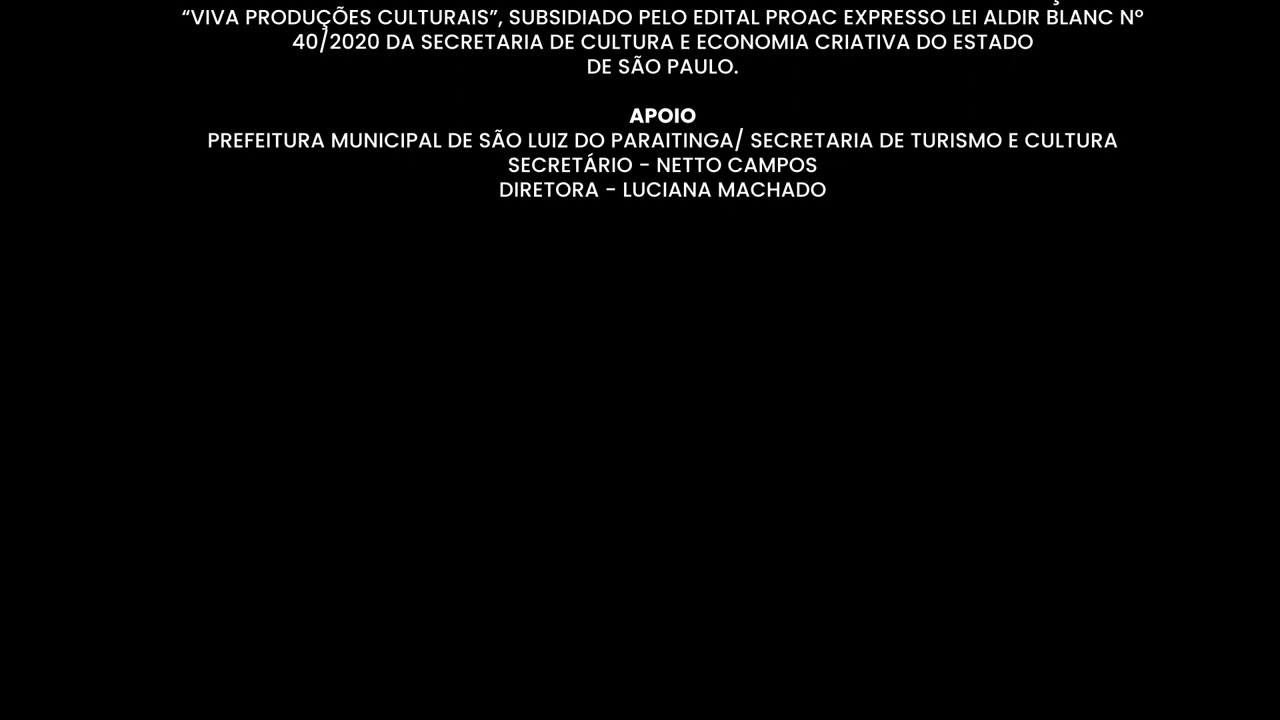 “VIVA PRODUÇÕES CULTURAIS”, SUBSIDIADO PELO EDITAL PROAC EXPRESSO LEI ALDIR BLANC Nº
40/2020 DA SECRETARIA DE CULTURA E ECONOMIA CRIATIVA DO ESTADO
DE SÃO PAULO.
APOIO
PREFEITURA MUNICIPAL DE SÃO LUIZ DO PARAITINGA/ SECRETARIA DE TURISMO E CULTURA
SECRETÁRIO - NETTO CAMPOS
DIRETORA - LUCIANA MACHADO